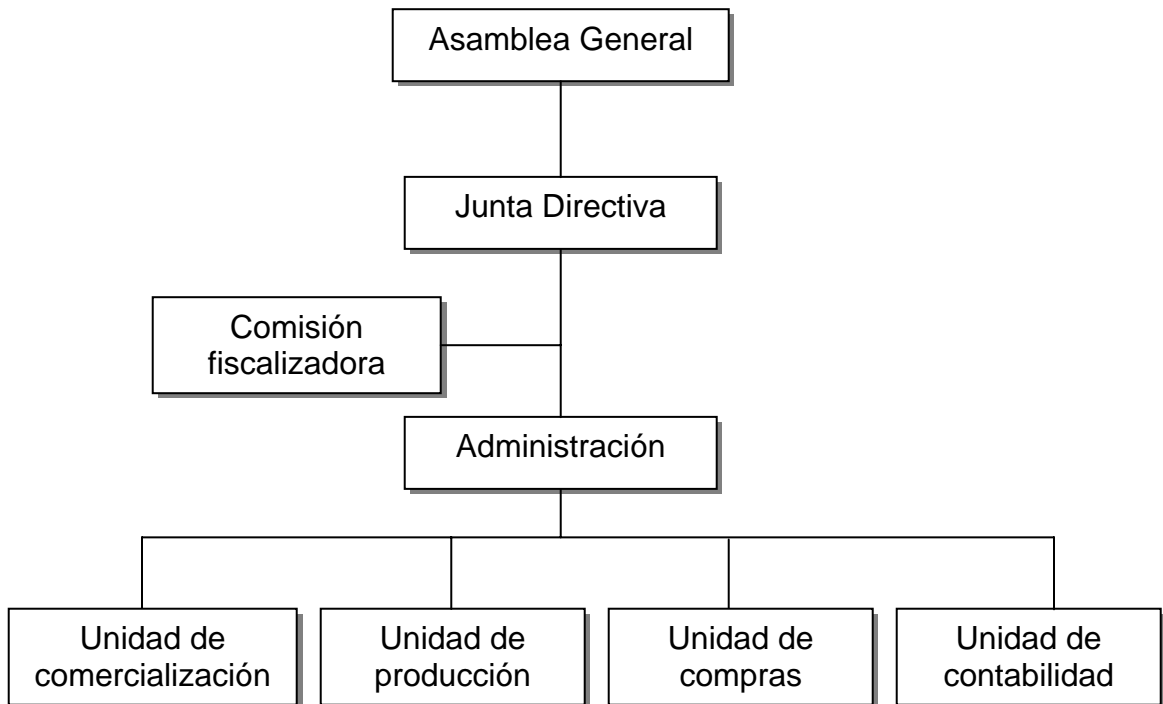 Asamblea General
Junta Directiva
Comisión
fiscalizadora
Administración
Unidad de
comercialización
Unidad de
producción
Unidad de
compras
Unidad de
contabilidad